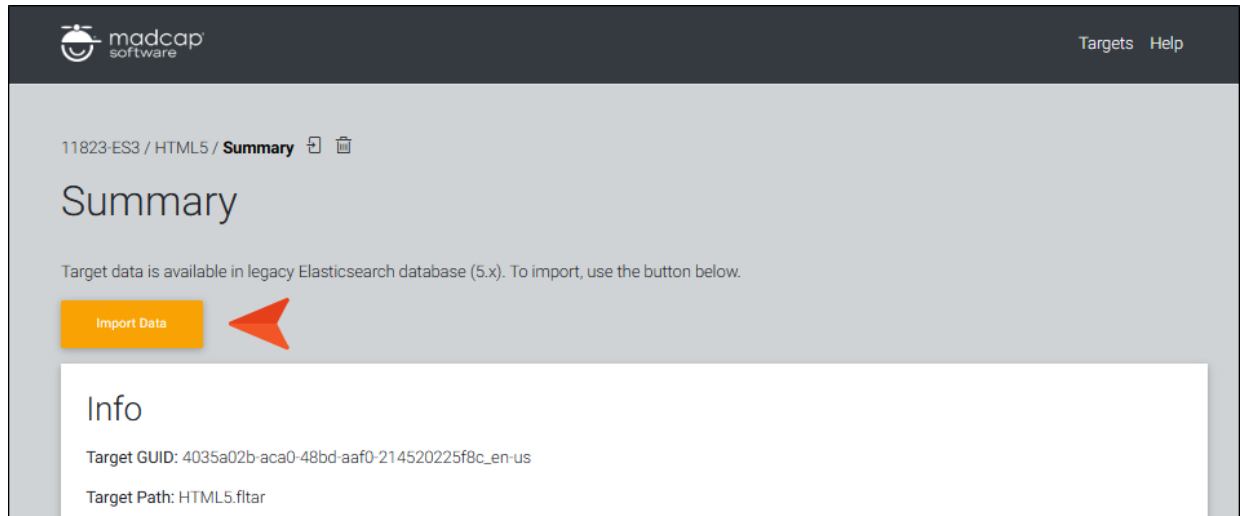 madcap
software
Targets Help
11823-ES3 / HTML5 / Summary
Summary
Target data is available in legacy Elasticsearch database (5.x). To import, use the button below.
Import Data
Info
Target GUID: 4035a02b-aca0-48bd-aaf0-214520225f8c_en-us
Target Path: HTML5.fltar